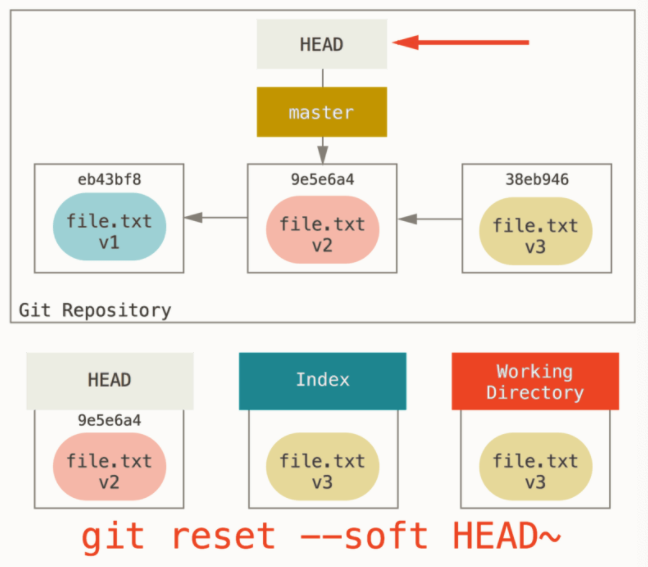 HEAD
master
eb43bf8
9e5e6a4
38eb946
file.txt
v1
file.txt
v2
file.txt
v3
Git Repository
HEAD
Index
Working
Directory
9e5e6a4
file.txt
v2
file.txt
v3
file.txt
v3
git reset --soft HEAD~